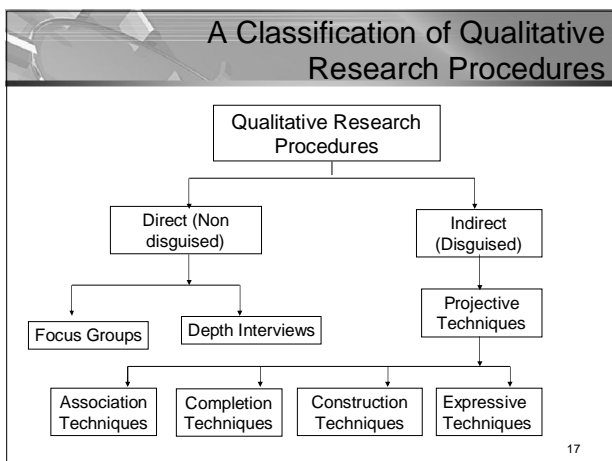 A Classification of Qualitative
Research Procedures
Qualitative Research
Procedures
Direct (Non
disguised)
Indirect
(Disguised)
Focus Groups
Depth Interviews
Projective
Techniques
Association
Techniques
Completion
Techniques
Construction
Techniques
Expressive
Techniques
17